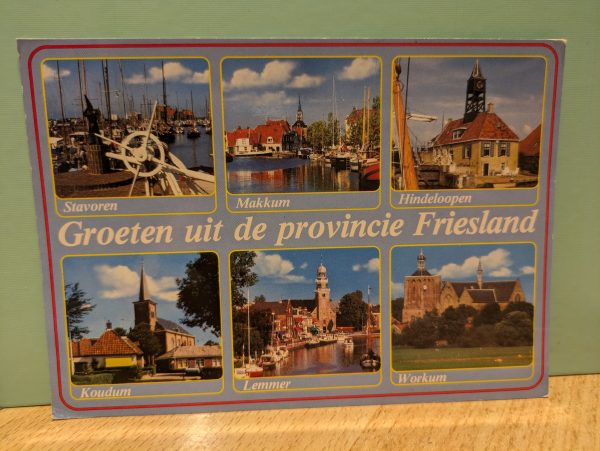 Stavoren
Makkum
Hindeloopen
Groeten uit de provincie Friesland
Koudum
Lemmer
Workum